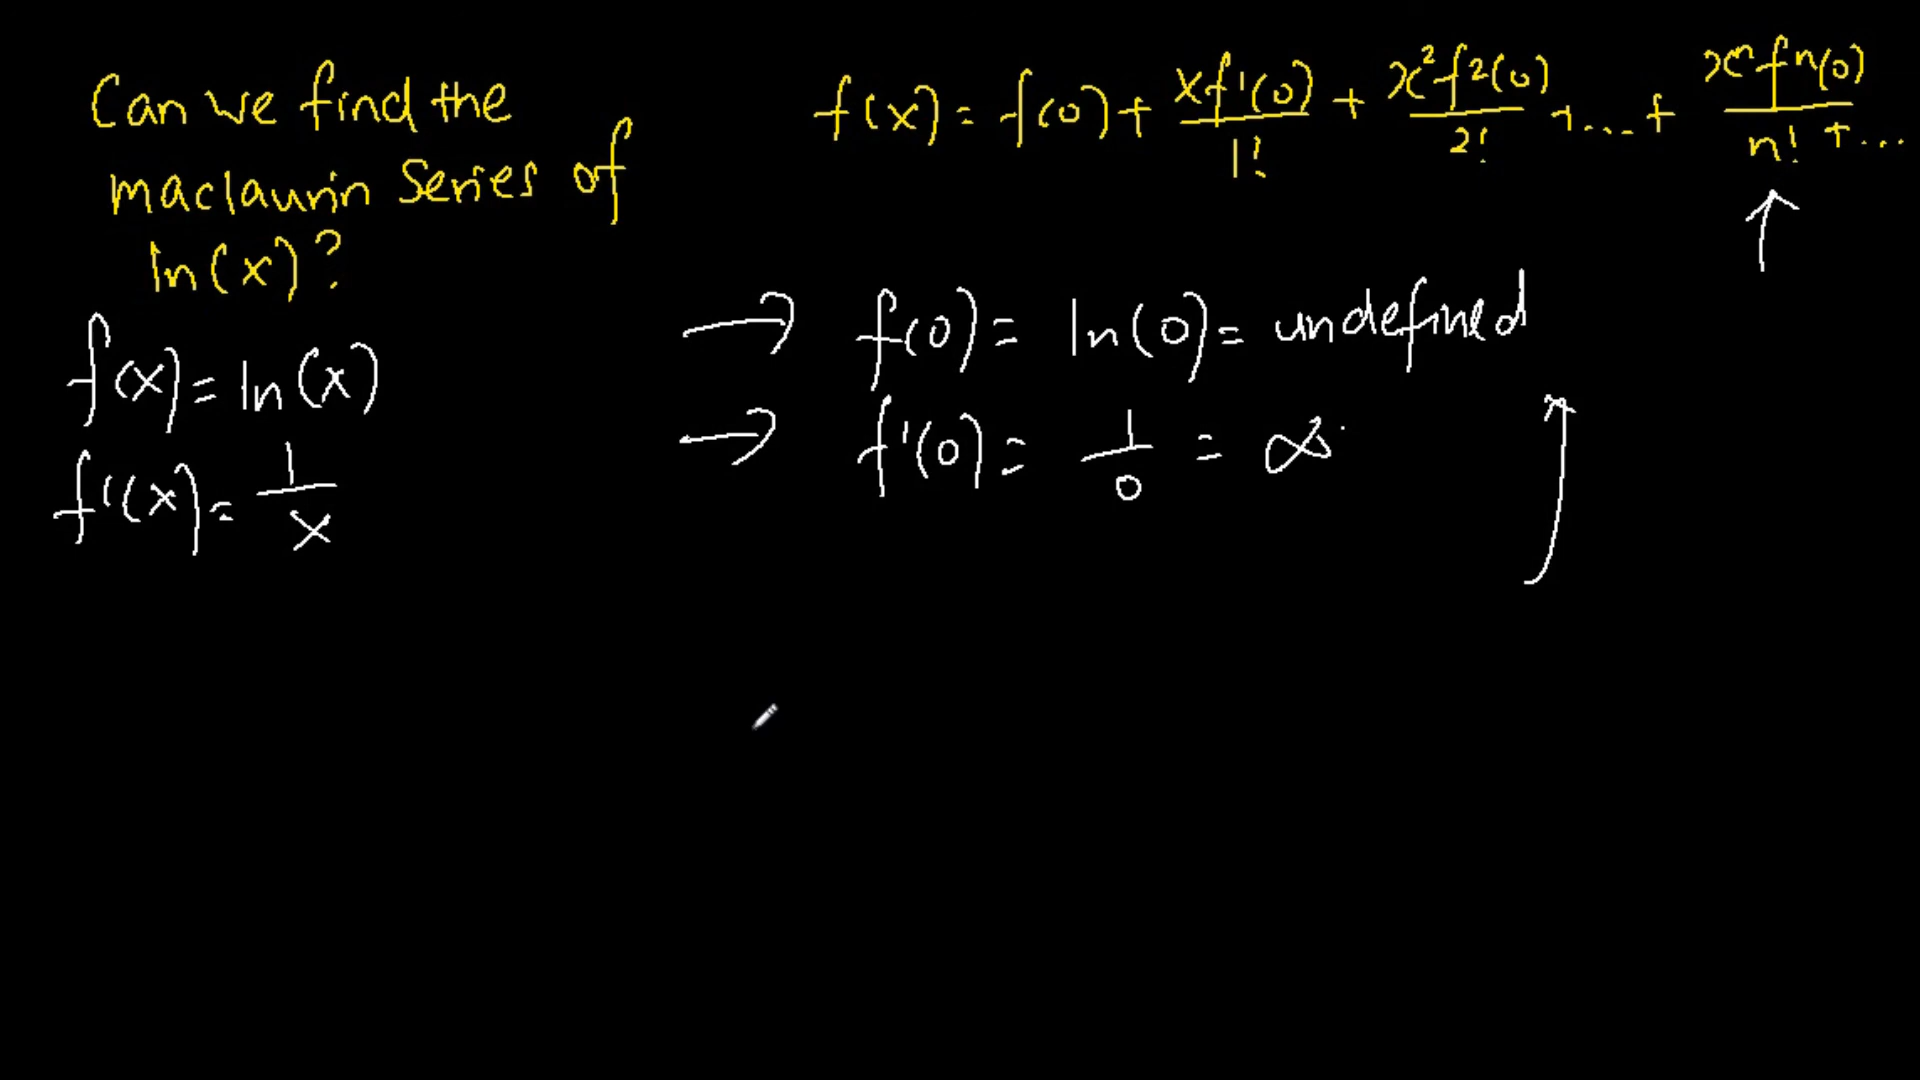 Can we find the
maclaurin series of
ln(x)?
f(x) = f(0) + xf'(0)/1! + x²f²(0)/2! + ... + xⁿfⁿ(0)/n! + ...
f(x) = ln(x)
f'(x) = 1/x
→ f(0) = ln(0) = undefined
→ f'(0) = 1/0 = ∞